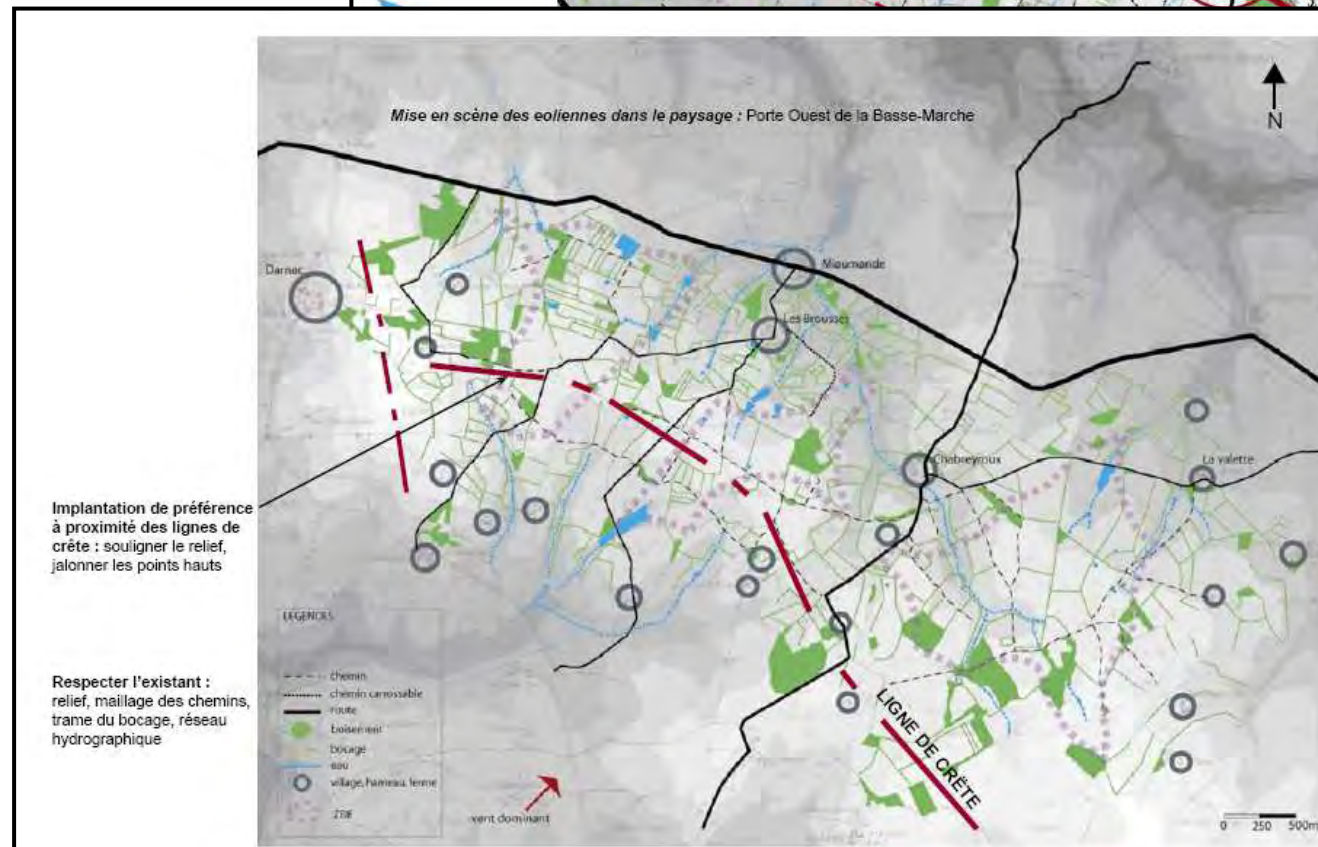 Mise en scène des eoliennes dans le paysage : Porte Ouest de la Basse-Marche
N
Darnac
Mioumaride
Les Brousses
Chabreyroux
La Valette
Implantation de préférence
à proximité des lignes de
crête : souligner le relief,
jalonner les points hauts
Respecter l'existant :
relief, maillage des chemins,
trame du bocage, réseau
hydrographique
LEGENDES
chemin
chemin carrossable
route
boisement
bocage
eau
village, hameau, ferme
vent dominant
LIGNE DE CRÊTE
0 250 500m